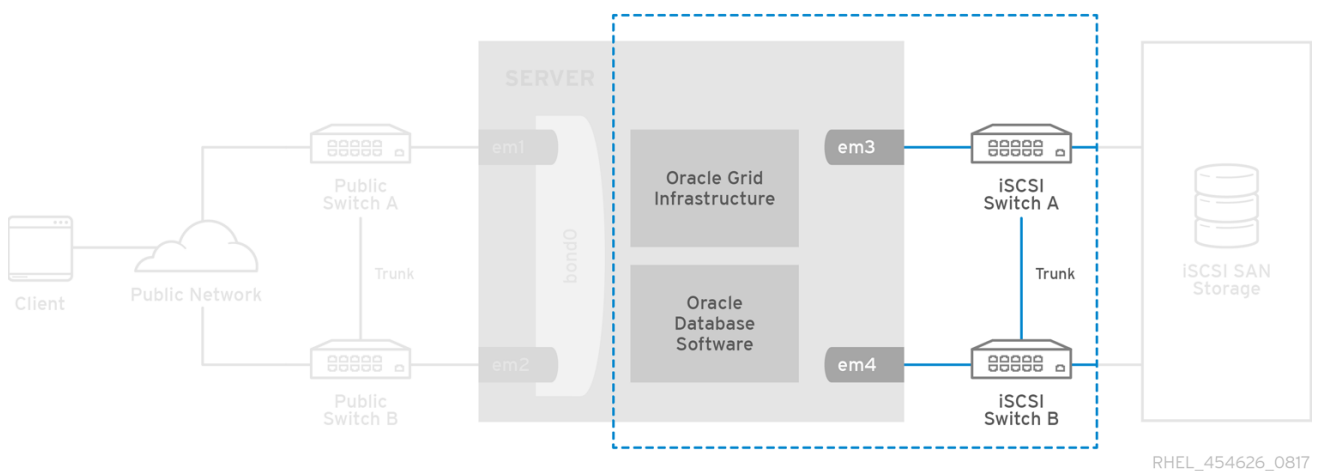 SERVER
em1
em3
Oracle Grid
Infrastructure
Public
Switch A
iSCSI
Switch A
bond0
Client
Public Network
Trunk
Trunk
iSCSI SAN
Storage
Oracle
Database
Software
em2
em4
Public
Switch B
iSCSI
Switch B
RHEL_454626_0817